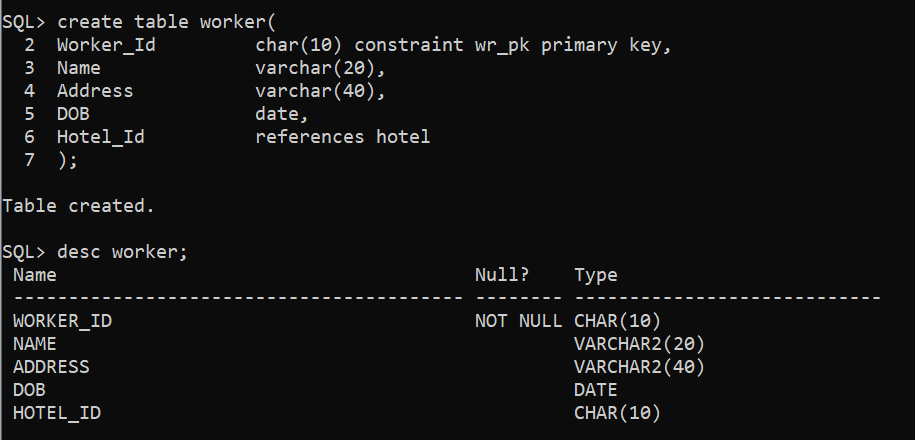 SQL> create table worker(
  2  Worker_Id         char(10) constraint wr_pk primary key,
  3  Name              varchar(20),
  4  Address           varchar(40),
  5  DOB               date,
  6  Hotel_Id          references hotel
  7  );
Table created.
SQL> desc worker;
 Name                                      Null?    Type
 ----------------------------------------- -------- ----------------------------
 WORKER_ID                                 NOT NULL CHAR(10)
 NAME                                               VARCHAR2(20)
 ADDRESS                                            VARCHAR2(40)
 DOB                                                DATE
 HOTEL_ID                                           CHAR(10)